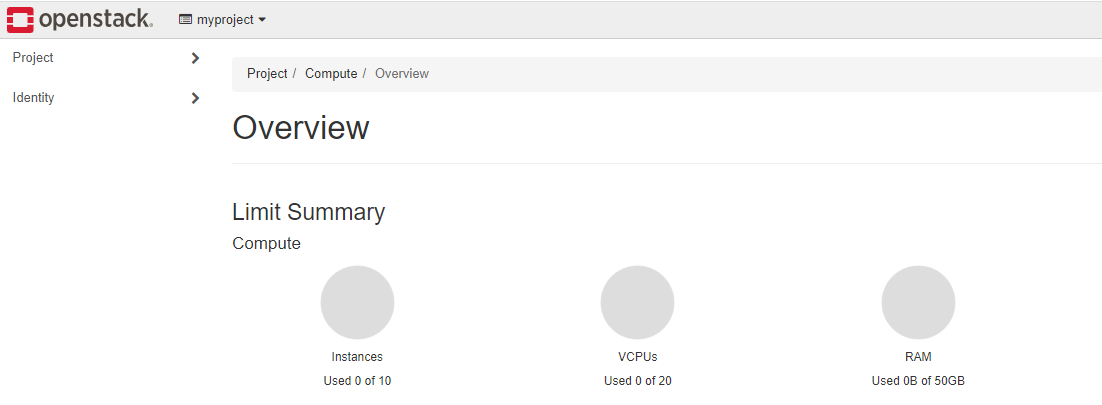 openstack. myproject
Project
Identity
Project / Compute / Overview
Overview
Limit Summary
Compute
Instances VCPUs RAM
Used 0 of 10 Used 0 of 20 Used 0B of 50GB